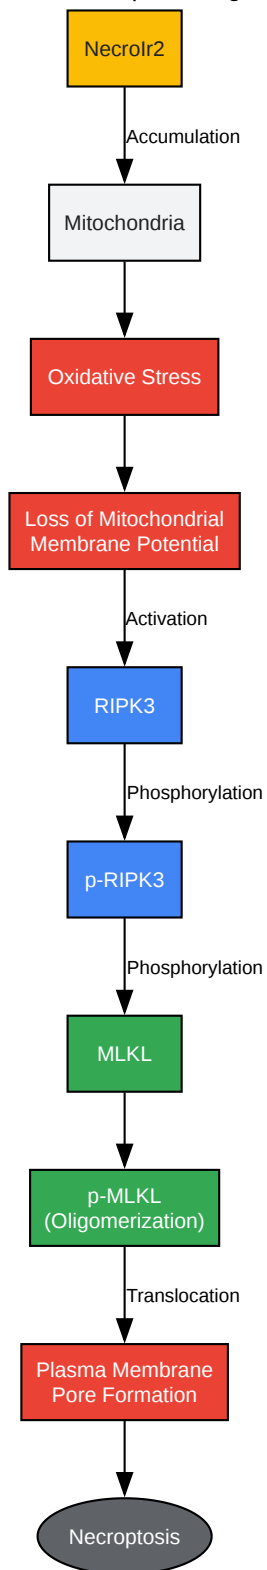 NecroIr2
Accumulation
Mitochondria
Oxidative Stress
Loss of Mitochondrial
Membrane Potential
Activation
RIPK3
Phosphorylation
p-RIPK3
Phosphorylation
MLKL
p-MLKL
(Oligomerization)
Translocation
Plasma Membrane
Pore Formation
Necroptosis